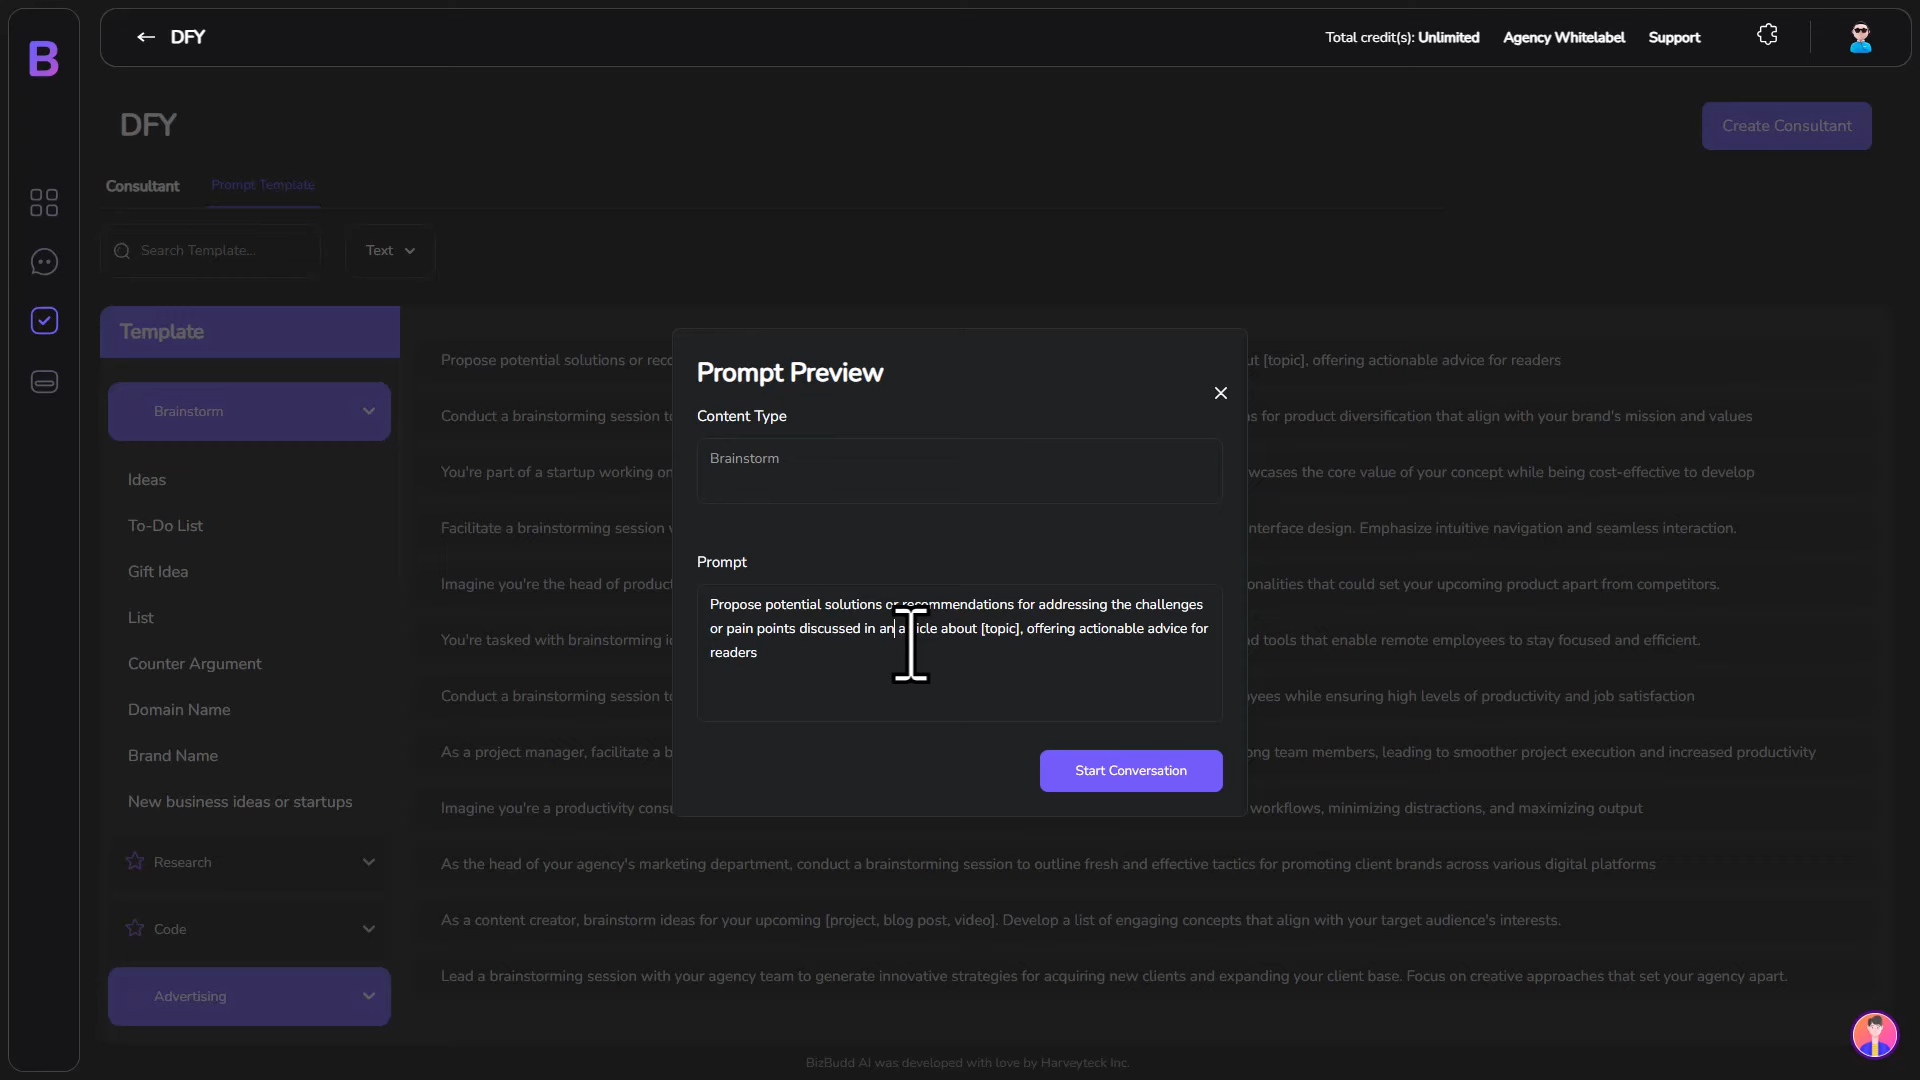 B
DFY
Total credit(s): Unlimited
Agency Whitelabel
Support
DFY
Create Consultant
Consultant
Prompt Template
Search Template...
Text
Template
Brainstorm
Ideas
To-Do List
Gift Idea
List
Counter Argument
Domain Name
Brand Name
New business ideas or startups
Research
Code
Advertising
Propose potential solutions or [topic], offering actionable advice for readers
Conduct a brainstorming session for product diversification that align with your brand's mission and values
You're part of a startup working the core value of your concept while being cost-effective to develop
Facilitate a brainstorming session design. Emphasize intuitive navigation and seamless interaction.
Imagine you're the head of that could set your upcoming product apart from competitors.
You're tasked with brainstorming tools that enable remote employees to stay focused and efficient.
Conduct a brainstorming session while ensuring high levels of productivity and job satisfaction
As a project manager, facilitate a team members, leading to smoother project execution and increased productivity
Imagine you're a productivity workflows, minimizing distractions, and maximizing output
As the head of your agency's marketing department, conduct a brainstorming session to outline fresh and effective tactics for promoting client brands across various digital platforms
As a content creator, brainstorm ideas for your upcoming [project, blog post, video]. Develop a list of engaging concepts that align with your target audience's interests.
Lead a brainstorming session with your agency team to generate innovative strategies for acquiring new clients and expanding your client base. Focus on creative approaches that set your agency apart.
Prompt Preview
Content Type
Brainstorm
Prompt
Propose potential solutions or recommendations for addressing the challenges
or pain points discussed in an article about [topic], offering actionable advice for
readers
Start Conversation
BizBudd AI was developed with love by Harveyteck Inc.